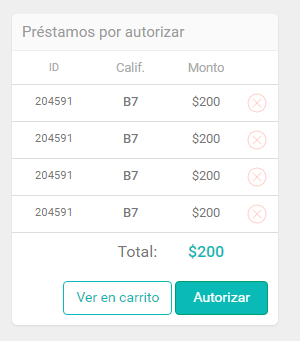 Préstamos por autorizar
ID Calif. Monto
204591 B7 $200
204591 B7 $200
204591 B7 $200
204591 B7 $200
Total: $200
Ver en carrito Autorizar